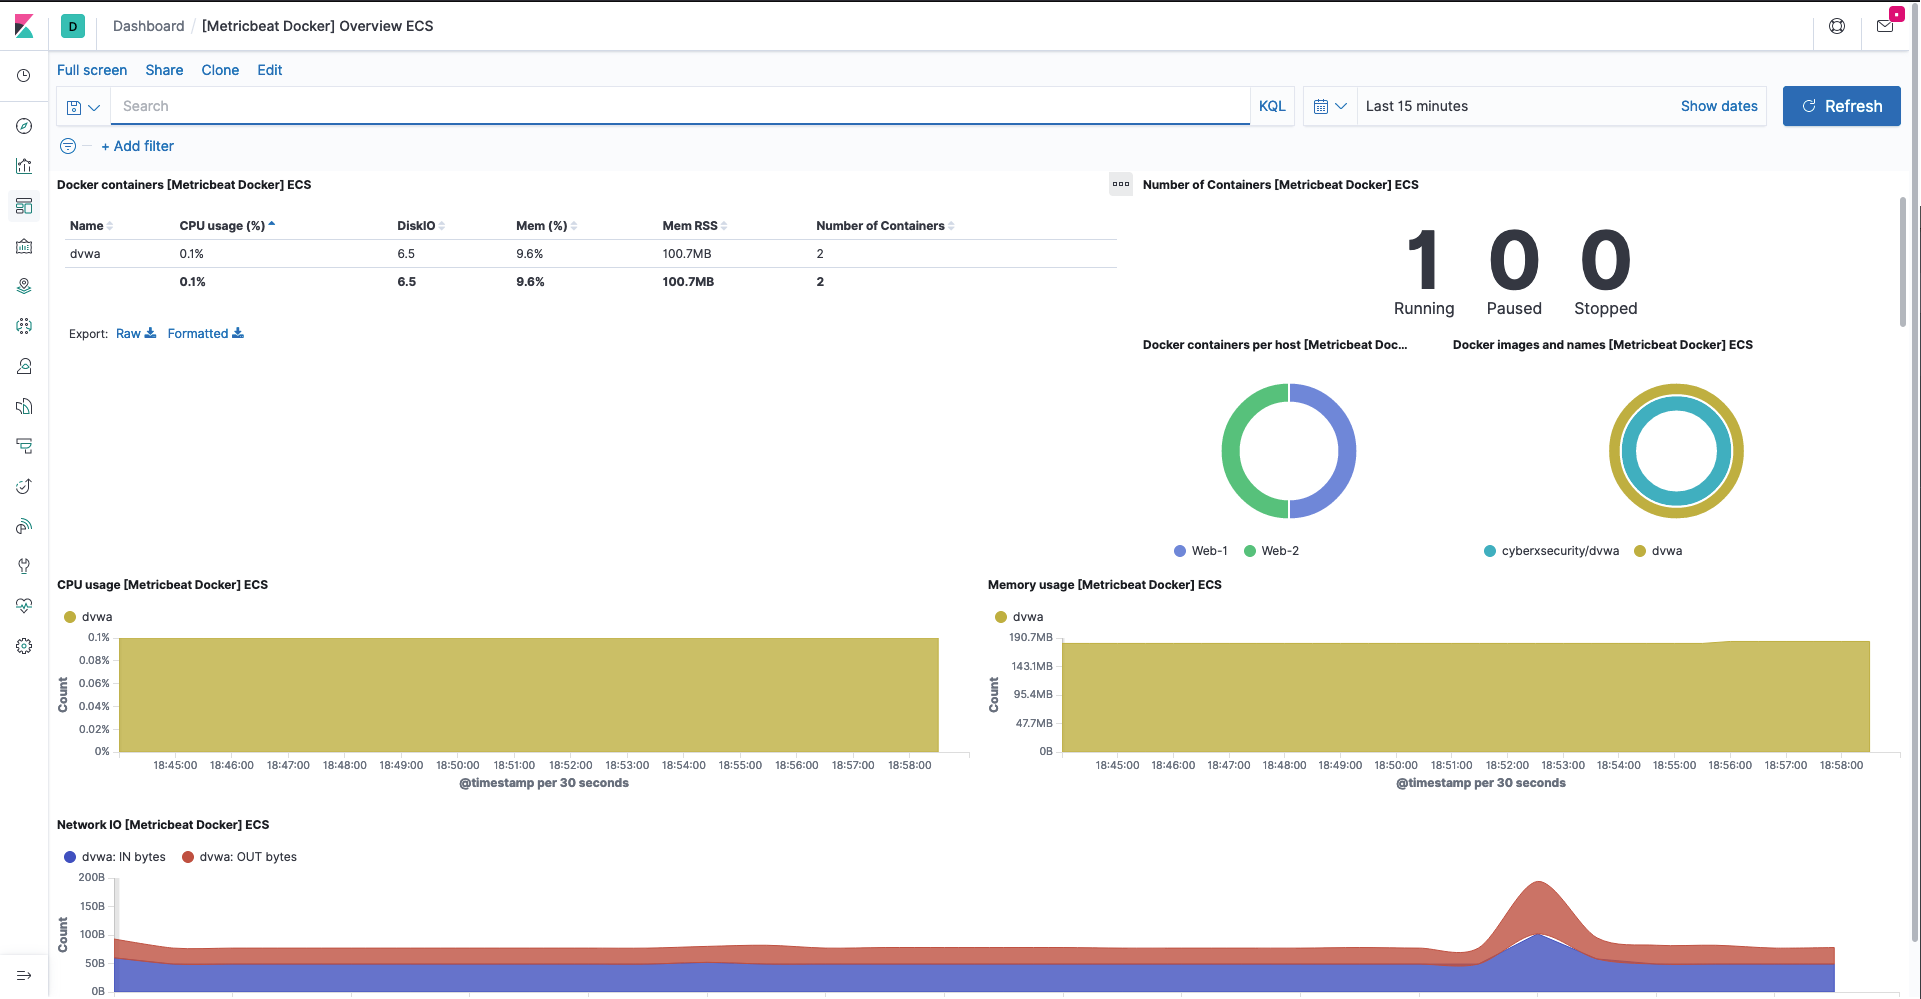 D Dashboard / [Metricbeat Docker] Overview ECS
Full screen Share Clone Edit
Search KQL Last 15 minutes Show dates Refresh
+ Add filter
Docker containers [Metricbeat Docker] ECS
Name CPU usage (%) DiskIO Mem (%) Mem RSS Number of Containers
dvwa 0.1% 6.5 9.6% 100.7MB 2
0.1% 6.5 9.6% 100.7MB 2
Export: Raw Formatted
Number of Containers [Metricbeat Docker] ECS
1 0 0
Running Paused Stopped
Docker containers per host [Metricbeat Doc...
Web-1 Web-2
Docker images and names [Metricbeat Docker] ECS
cyberxsecurity/dvwa dvwa
CPU usage [Metricbeat Docker] ECS
dvwa
0.1%
0.08%
0.06%
0.04%
0.02%
0%
Count
18:45:00 18:46:00 18:47:00 18:48:00 18:49:00 18:50:00 18:51:00 18:52:00 18:53:00 18:54:00 18:55:00 18:56:00 18:57:00 18:58:00
@timestamp per 30 seconds
Memory usage [Metricbeat Docker] ECS
dvwa
190.7MB
143.1MB
95.4MB
47.7MB
0B
Count
18:45:00 18:46:00 18:47:00 18:48:00 18:49:00 18:50:00 18:51:00 18:52:00 18:53:00 18:54:00 18:55:00 18:56:00 18:57:00 18:58:00
@timestamp per 30 seconds
Network IO [Metricbeat Docker] ECS
dvwa: IN bytes dvwa: OUT bytes
200B
150B
100B
50B
0B
Count